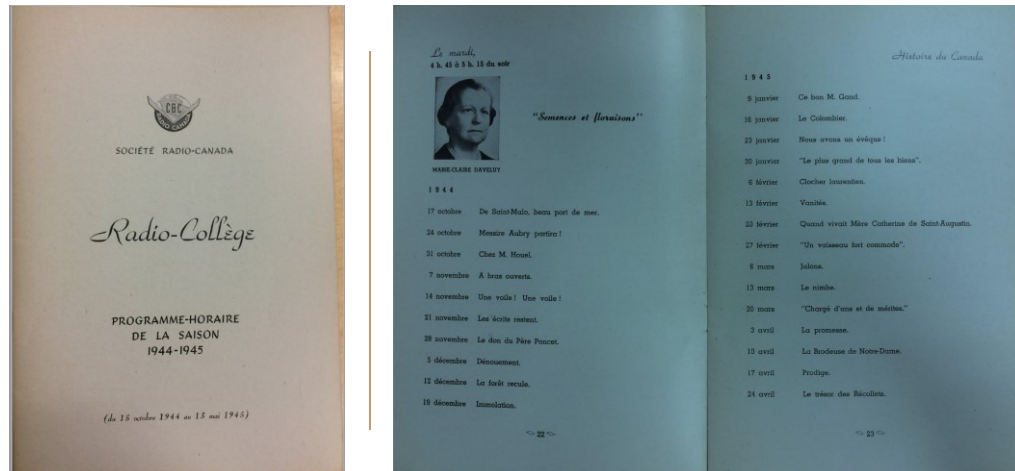 CBC
RADIO CANADA
SOCIÉTÉ RADIO-CANADA
Radio-Collège
PROGRAMME-HORAIRE
DE LA SAISON
1944-1945
(du 15 octobre 1944 au 15 mai 1945)
Le mardi,
4 h. 45 à 5 h. 15 du soir
"Semences et floraisons"
MARIE-CLAIRE DAVELUY
1944
17 octobre De Saint-Malo, beau port de mer.
24 octobre Messire Aubry partira !
31 octobre Chez M. Houel.
7 novembre A bras ouverts.
14 novembre Une voile ! Une voile !
21 novembre Les écrits restent.
28 novembre Le don du Père Poncet.
5 décembre Dénouement.
12 décembre La forêt recule.
19 décembre Immolation.
22
Histoire du Canada
1945
9 janvier Ce bon M. Gand.
16 janvier Le Colombier.
23 janvier Nous avons un évêque !
30 janvier "Le plus grand de tous les biens".
6 février Clocher laurentien.
13 février Vanités.
20 février Quand vivait Mère Catherine de Saint-Augustin.
27 février "Un vaisseau fort commode".
6 mars Jalons.
13 mars Le nimbe.
20 mars "Chargé d'ans et de mérites."
3 avril La promesse.
10 avril La Brodeuse de Notre-Dame.
17 avril Prodige.
24 avril Le trésor des Récollets.
23